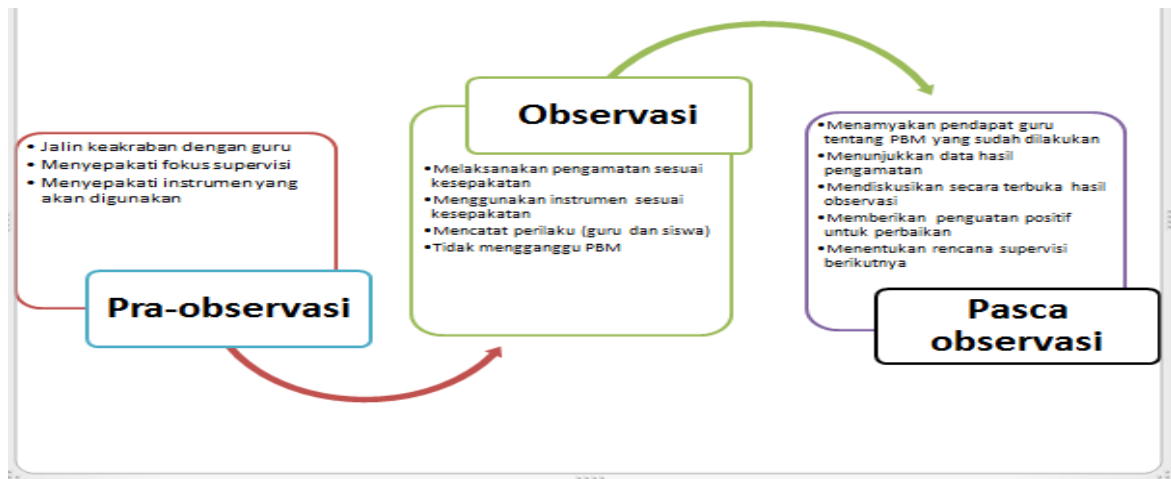 • Jalin keakraban dengan guru
• Menyepakati fokus supervisi
• Menyepakati instrumen yang
akan digunakan
Pra-observasi
Observasi
•Melaksanakan pengamatan sesuai
kesepakatan
•Menggunakan instrumen sesuai
kesepakatan
•Mencatat perilaku (guru dan siswa)
•Tidak mengganggu PBM
•Menamyakan pendapat guru
tentang PBM yang sudah dilakukan
•Menunjukkan data hasil
pengamatan
•Mendiskusikan secara terbuka hasil
observasi
•Memberikan penguatan positif
untuk perbaikan
•Menentukan rencana supervisi
berikutnya
Pasca
observasi